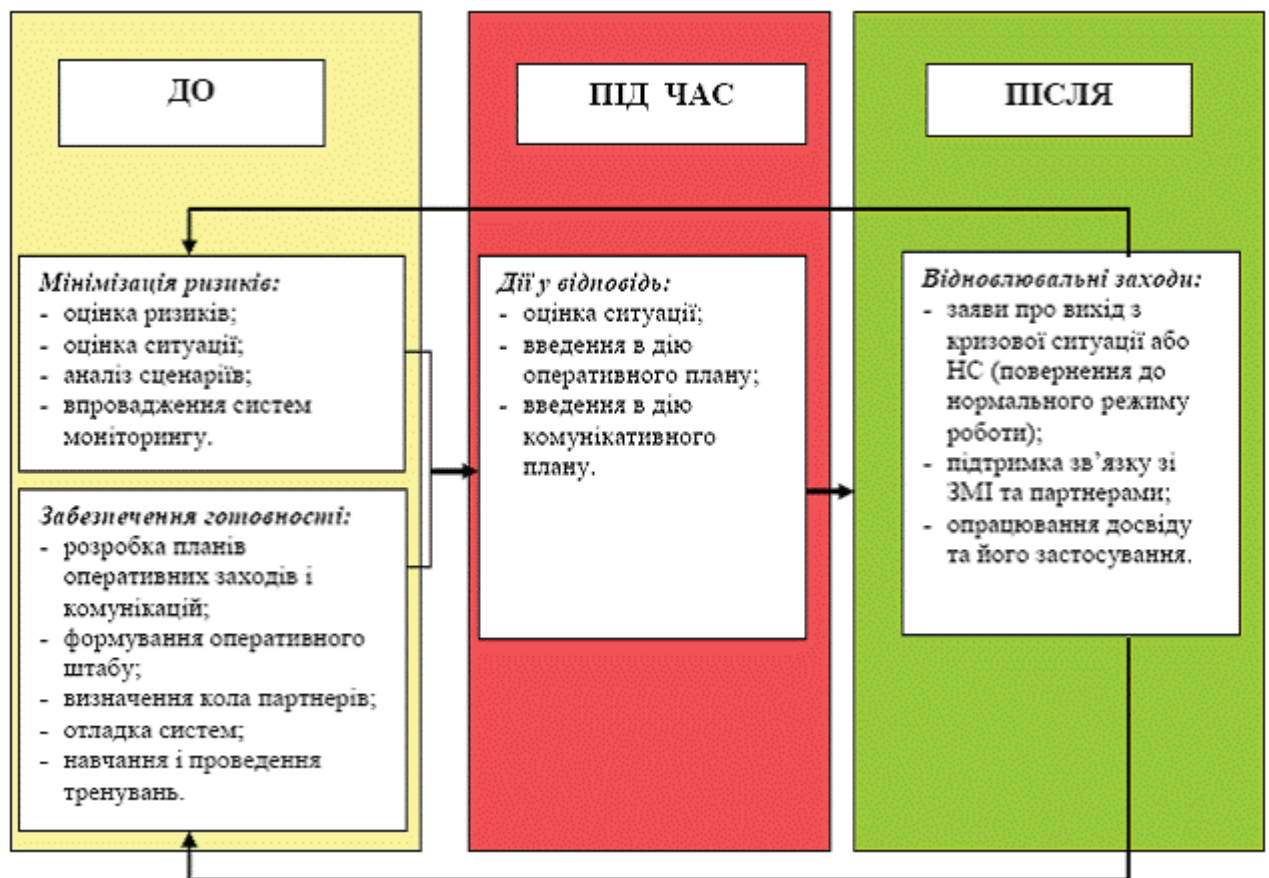 ДО
Мінімізація ризиків:
- оцінка ризиків;
- оцінка ситуації;
- аналіз сценаріїв;
- впровадження систем
моніторингу.
Забезпечення готовності:
- розробка планів
оперативних заходів і
комунікацій;
- формування оперативного
штабу;
- визначення кола партнерів;
- отладка систем;
- навчання і проведення
тренувань.
ПІД ЧАС
Дії у відповідь:
- оцінка ситуації;
- введення в дію
оперативного плану;
- введення в дію
комунікативного
плану.
ПІСЛЯ
Відновлювальні заходи:
- заяви про вихід з
кризової ситуації або
НС (повернення до
нормального режиму
роботи);
- підтримка зв’язку зі
ЗМІ та партнерами;
- опрацювання досвіду
та його застосування.